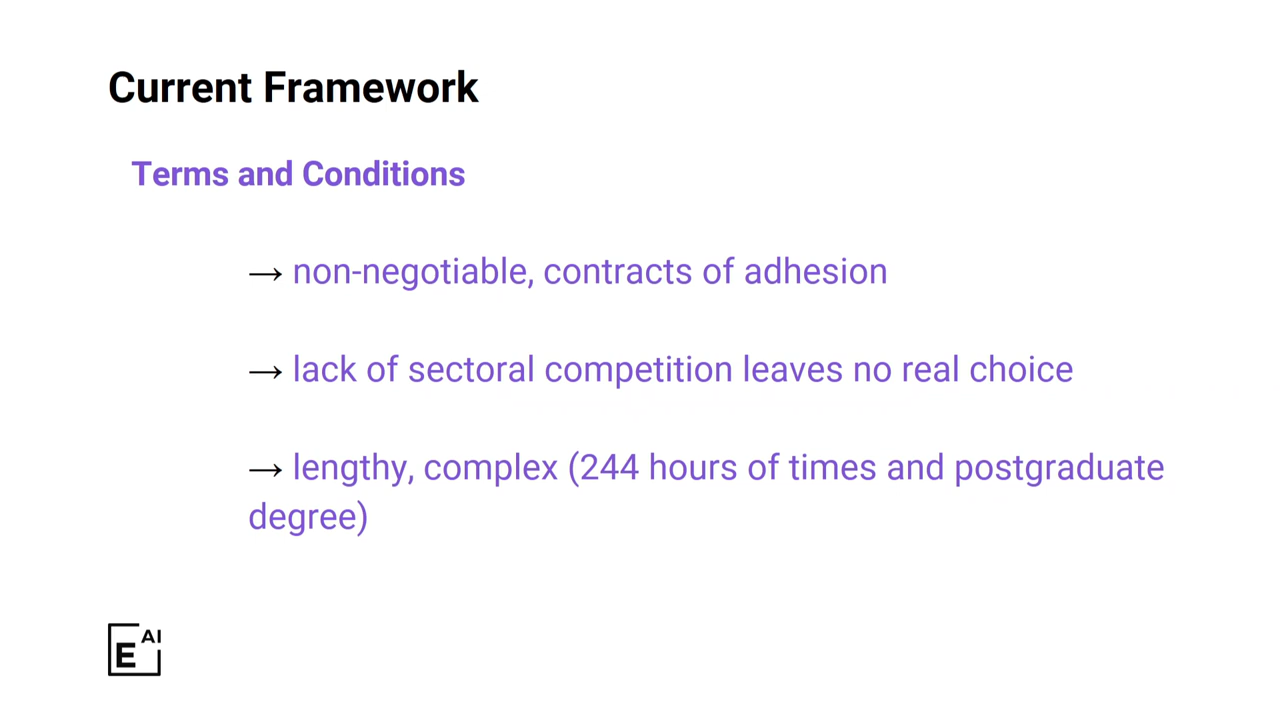 Current Framework
Terms and Conditions
→ non-negotiable, contracts of adhesion
→ lack of sectoral competition leaves no real choice
→ lengthy, complex (244 hours of times and postgraduate
degree)
E AI